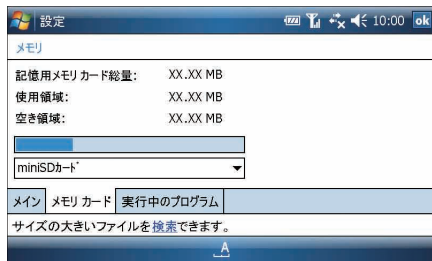 設定 10:00 ok
メモリ
記憶用メモリ カード総量: XX.XX MB
使用領域: XX.XX MB
空き領域: XX.XX MB
miniSDカード
メイン メモリ カード 実行中のプログラム
サイズの大きいファイルを検索できます。
A